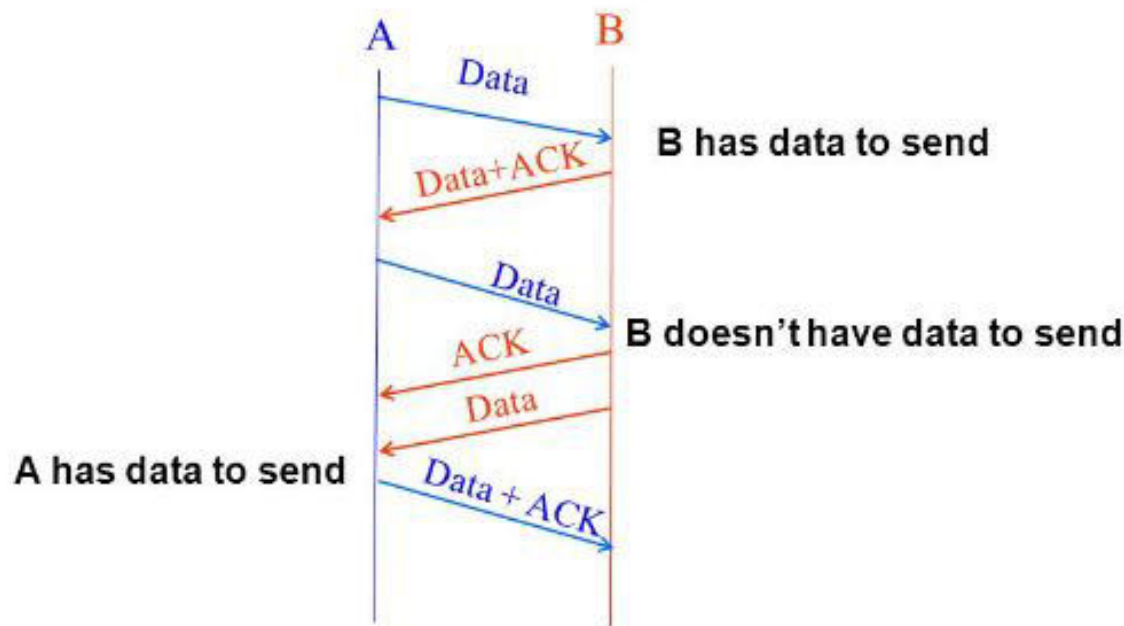 A
B
Data
B has data to send
Data+ACK
Data
B doesn't have data to send
ACK
Data
A has data to send
Data + ACK